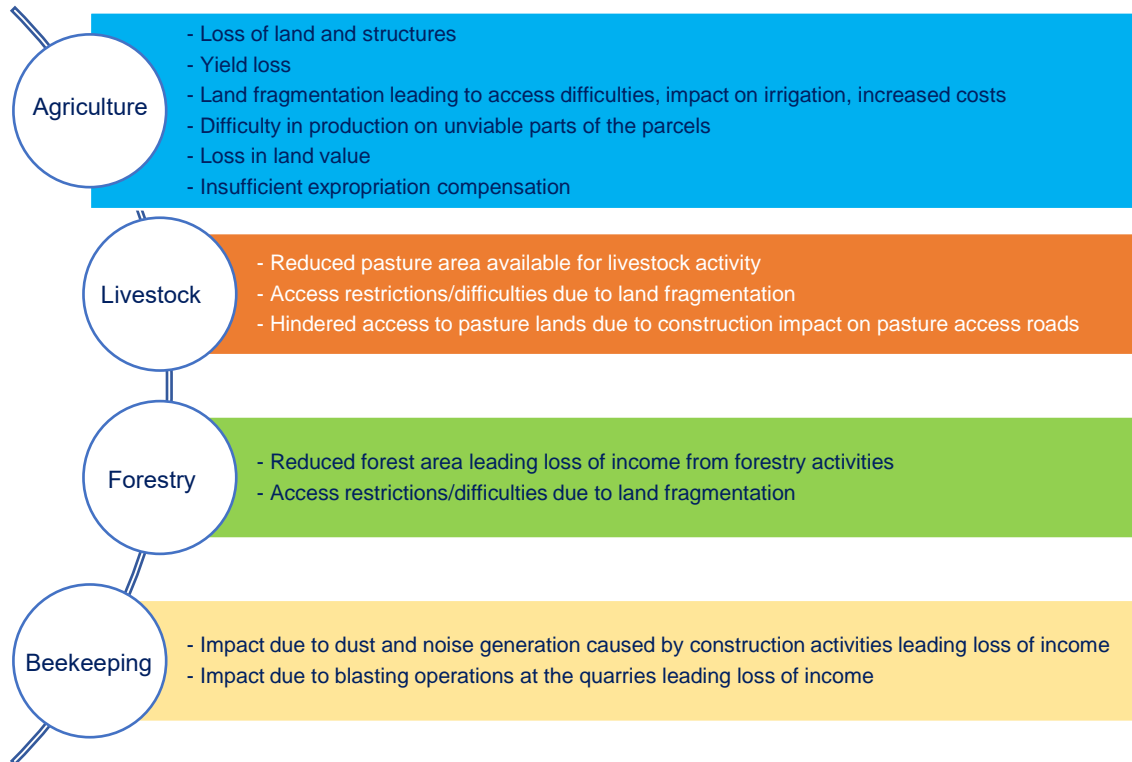 Agriculture
- Loss of land and structures
- Yield loss
- Land fragmentation leading to access difficulties, impact on irrigation, increased costs
- Difficulty in production on unviable parts of the parcels
- Loss in land value
- Insufficient expropriation compensation
Livestock
- Reduced pasture area available for livestock activity
- Access restrictions/difficulties due to land fragmentation
- Hindered access to pasture lands due to construction impact on pasture access roads
Forestry
- Reduced forest area leading loss of income from forestry activities
- Access restrictions/difficulties due to land fragmentation
Beekeeping
- Impact due to dust and noise generation caused by construction activities leading loss of income
- Impact due to blasting operations at the quarries leading loss of income